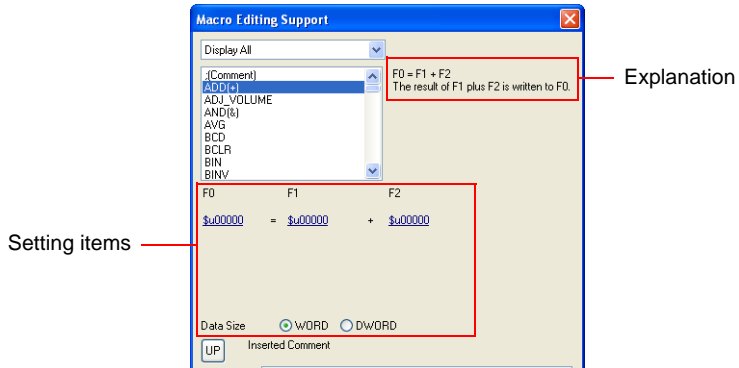 Macro Editing Support
Display All
;(Comment)
ADD(+)
ADJ_VOLUME
AND(&)
AVG
BCD
BCLR
BIN
BINV
F0 = F1 + F2
The result of F1 plus F2 is written to F0.
Explanation
F0 F1 F2
$u00000 = $u00000 + $u00000
Setting items
Data Size WORD DWORD
UP Inserted Comment